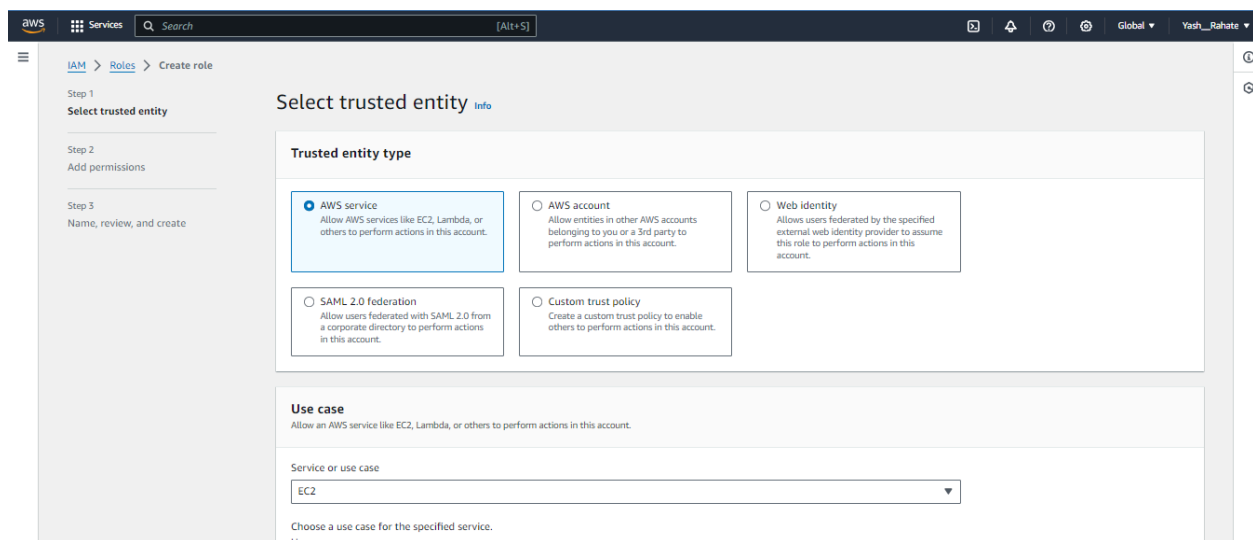 aws
Services
Search
[Alt+S]
Global
Yash__Rahate
IAM > Roles > Create role
Step 1
Select trusted entity
Step 2
Add permissions
Step 3
Name, review, and create
Select trusted entity Info
Trusted entity type
AWS service
Allow AWS services like EC2, Lambda, or
others to perform actions in this account.
AWS account
Allow entities in other AWS accounts
belonging to you or a 3rd party to
perform actions in this account.
Web identity
Allows users federated by the specified
external web identity provider to assume
this role to perform actions in this
account.
SAML 2.0 federation
Allow users federated with SAML 2.0 from
a corporate directory to perform actions
in this account.
Custom trust policy
Create a custom trust policy to enable
others to perform actions in this account.
Use case
Allow an AWS service like EC2, Lambda, or others to perform actions in this account.
Service or use case
EC2
Choose a use case for the specified service.